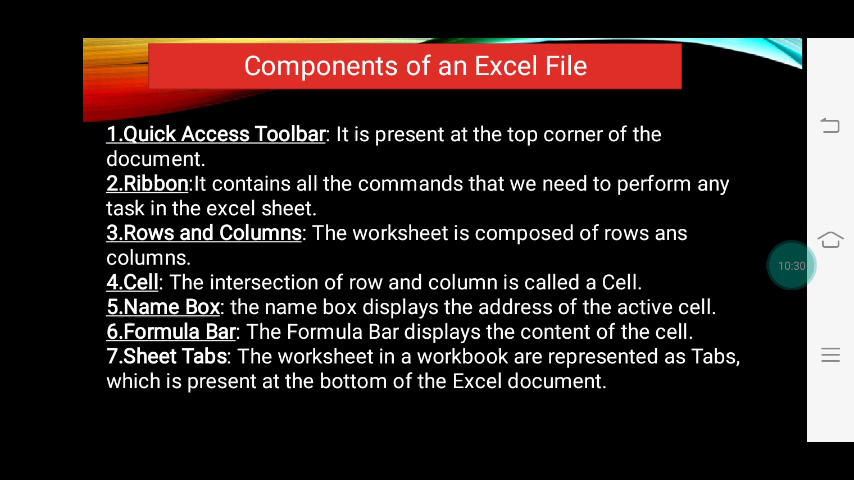 Components of an Excel File
1.Quick Access Toolbar: It is present at the top corner of the
document.
2.Ribbon:It contains all the commands that we need to perform any
task in the excel sheet.
3.Rows and Columns: The worksheet is composed of rows ans
columns.
4.Cell: The intersection of row and column is called a Cell.
5.Name Box: the name box displays the address of the active cell.
6.Formula Bar: The Formula Bar displays the content of the cell.
7.Sheet Tabs: The worksheet in a workbook are represented as Tabs,
which is present at the bottom of the Excel document.
10:30